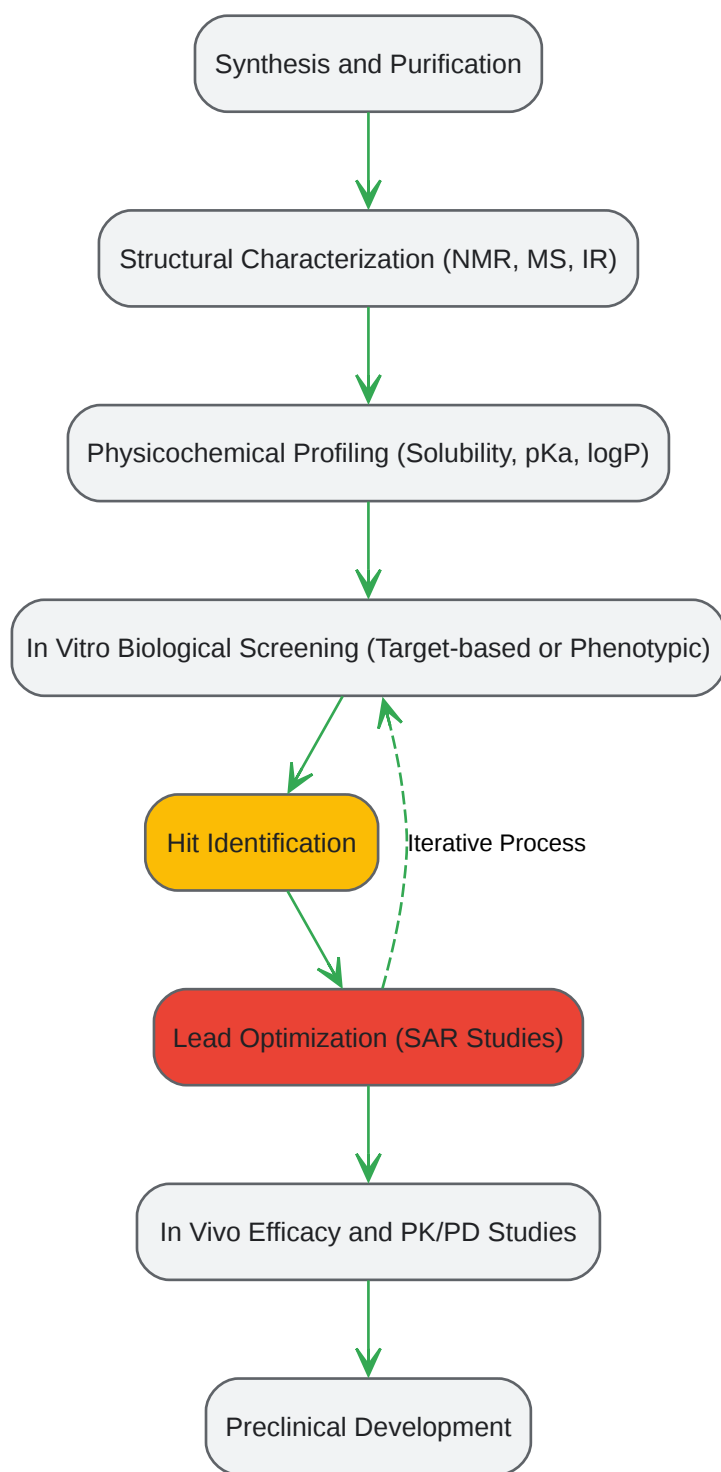 Synthesis and Purification
Structural Characterization (NMR, MS, IR)
Physicochemical Profiling (Solubility, pKa, logP)
In Vitro Biological Screening (Target-based or Phenotypic)
Hit Identification
Iterative Process
Lead Optimization (SAR Studies)
In Vivo Efficacy and PK/PD Studies
Preclinical Development